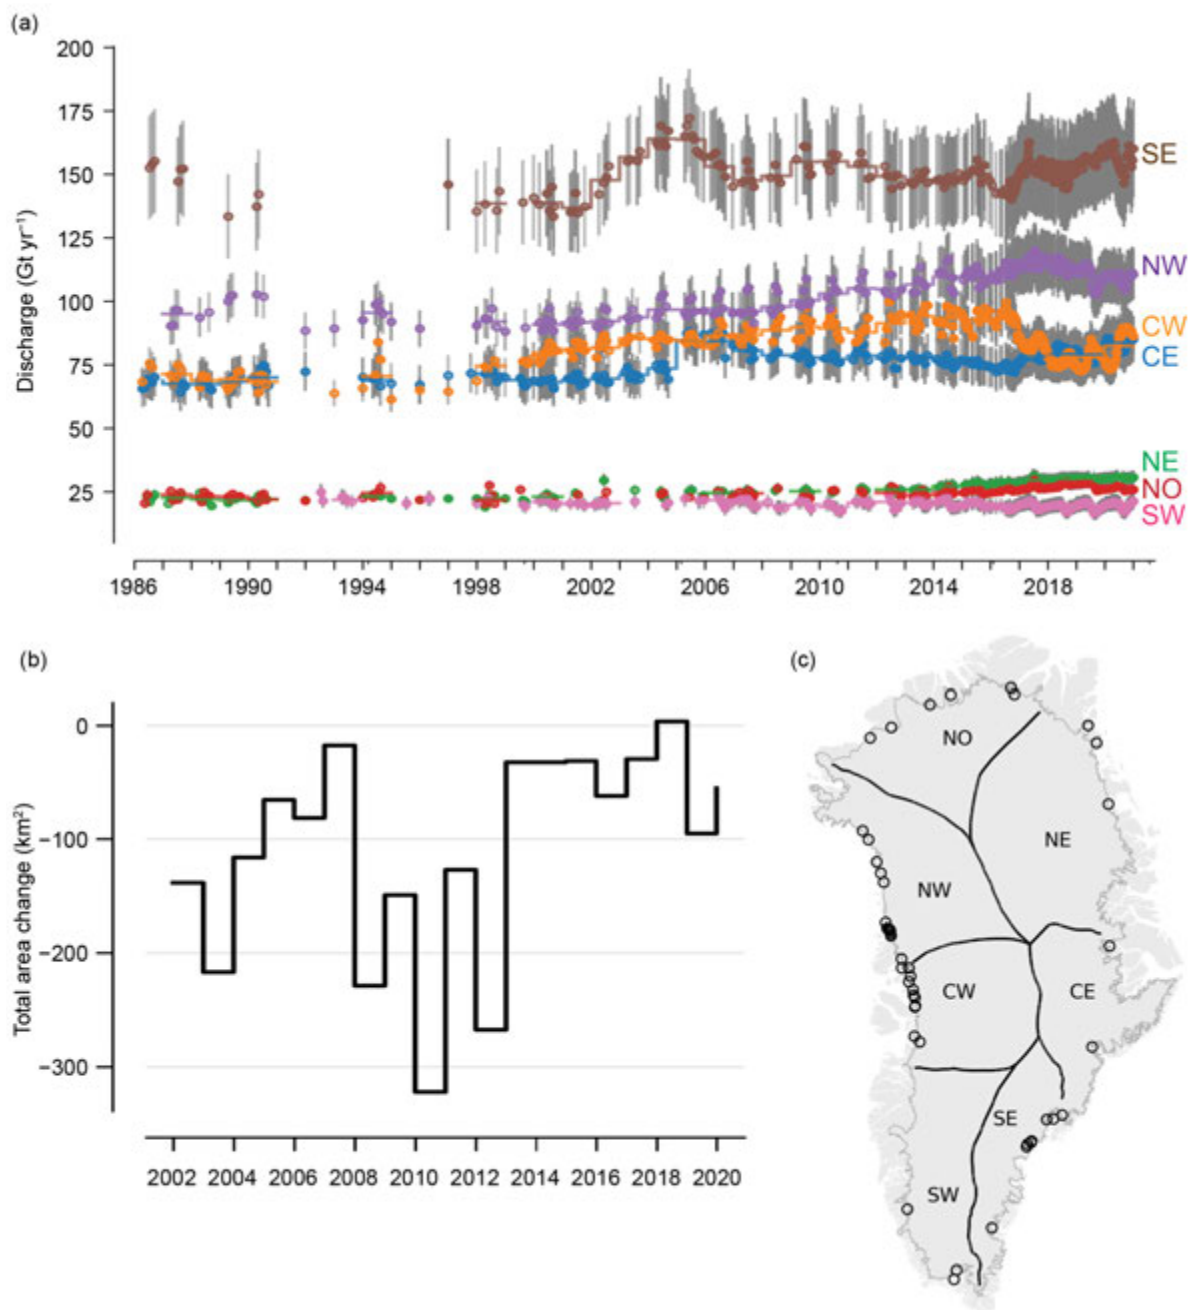 (a)
200
175
150
125
100
75
50
25
Discharge (Gt yr⁻¹)
SE
NW
CW
CE
NE
NO
SW
1986 1990 1994 1998 2002 2006 2010 2014 2018
(b)
0
−100
−200
−300
Total area change (km²)
2002 2004 2006 2008 2010 2012 2014 2016 2018 2020
(c)
NO
NE
NW
CW
CE
SE
SW